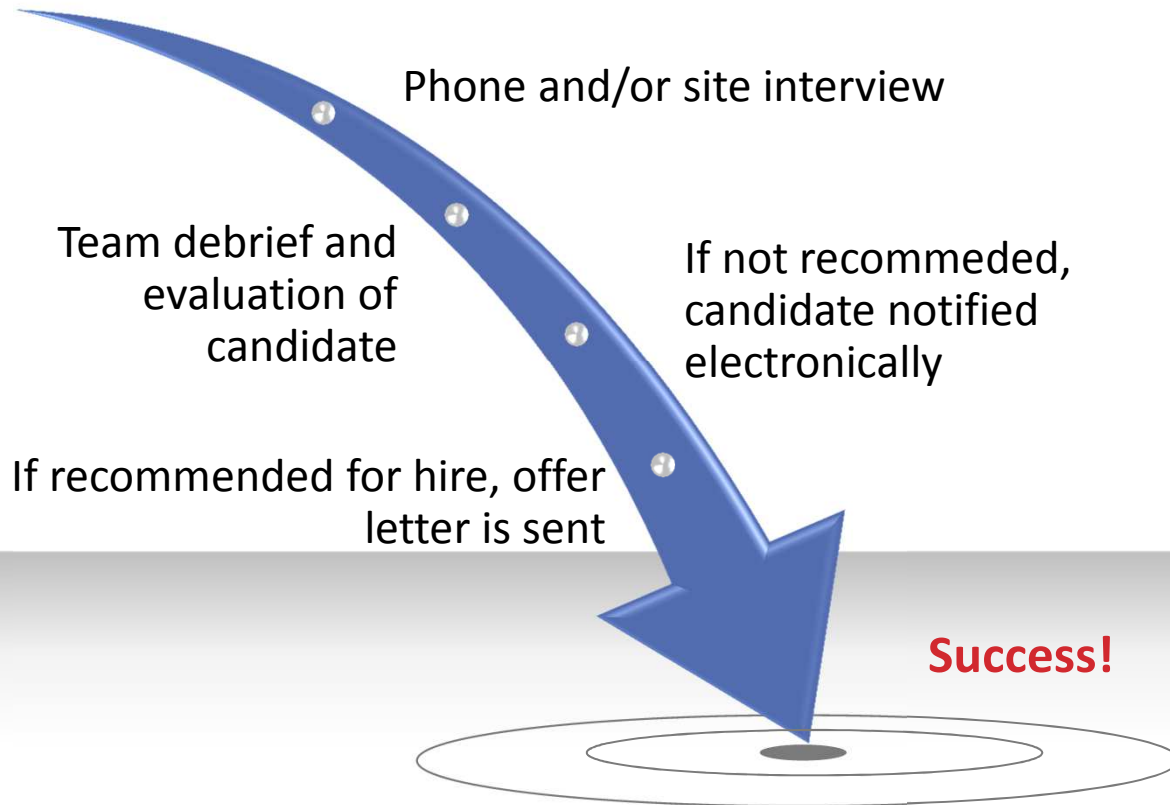 Phone and/or site interview
Team debrief and
evaluation of
candidate
If not recommeded,
candidate notified
electronically
If recommended for hire, offer
letter is sent
Success!